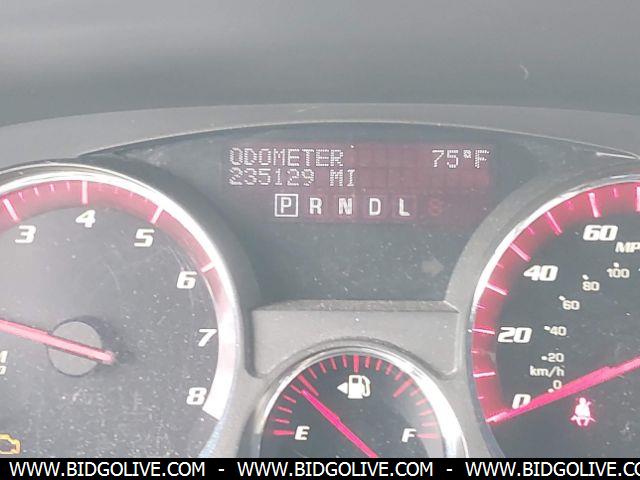 ODOMETER 75°F
235129 MI
P R N D L
3 4 5 6 7 8
E F
0 20 40 60
km/h 0 20 40 60 80 100
WWW.BIDGOLIVE.COM - WWW.BIDGOLIVE.COM - WWW.BIDGOLIVE.COM